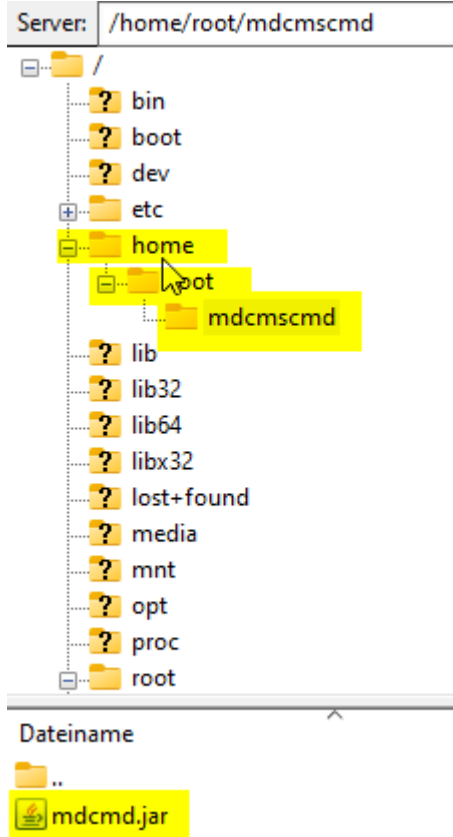 Server: /home/root/mdcmscmd
/
? bin
? boot
? dev
etc
home
root
mdcmscmd
? lib
? lib32
? lib64
? libx32
? lost+found
? media
? mnt
? opt
? proc
root
Dateiname
..
mdcmd.jar